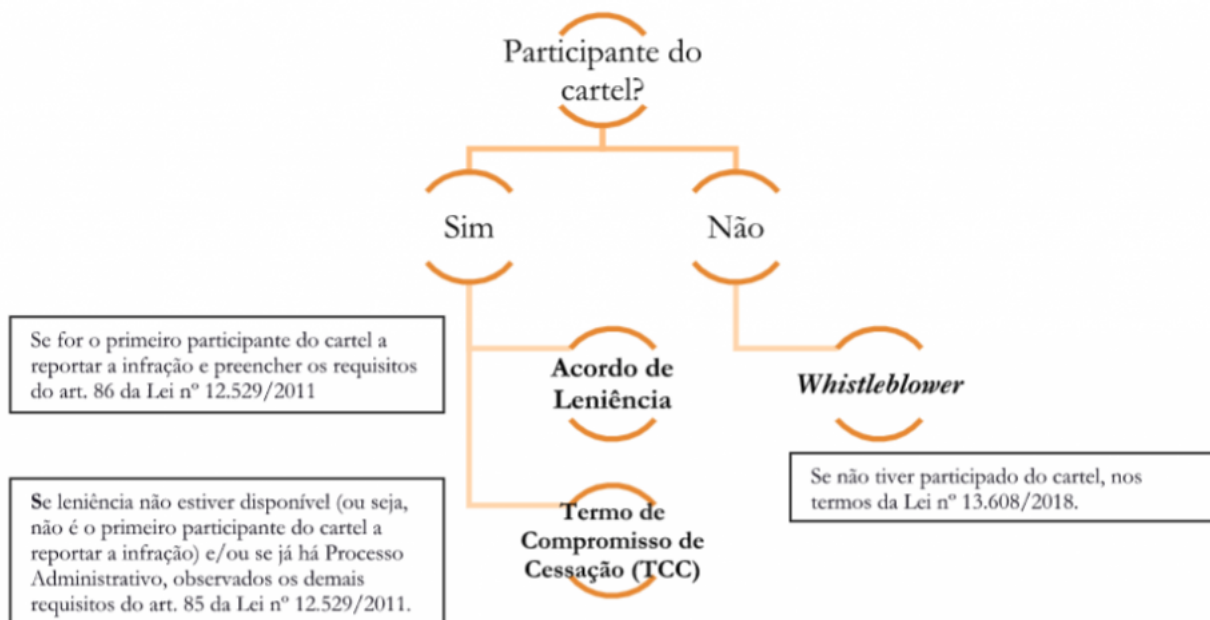 Participante do
cartel?
Sim
Não
Se for o primeiro participante do cartel a
reportar a infração e preencher os requisitos
do art. 86 da Lei nº 12.529/2011
Acordo de
Leniência
Whistleblower
Se não tiver participado do cartel, nos
termos da Lei nº 13.608/2018.
Se leniência não estiver disponível (ou seja,
não é o primeiro participante do cartel a
reportar a infração) e/ou se já há Processo
Administrativo, observados os demais
requisitos do art. 85 da Lei nº 12.529/2011.
Termo de
Compromisso de
Cessação (TCC)